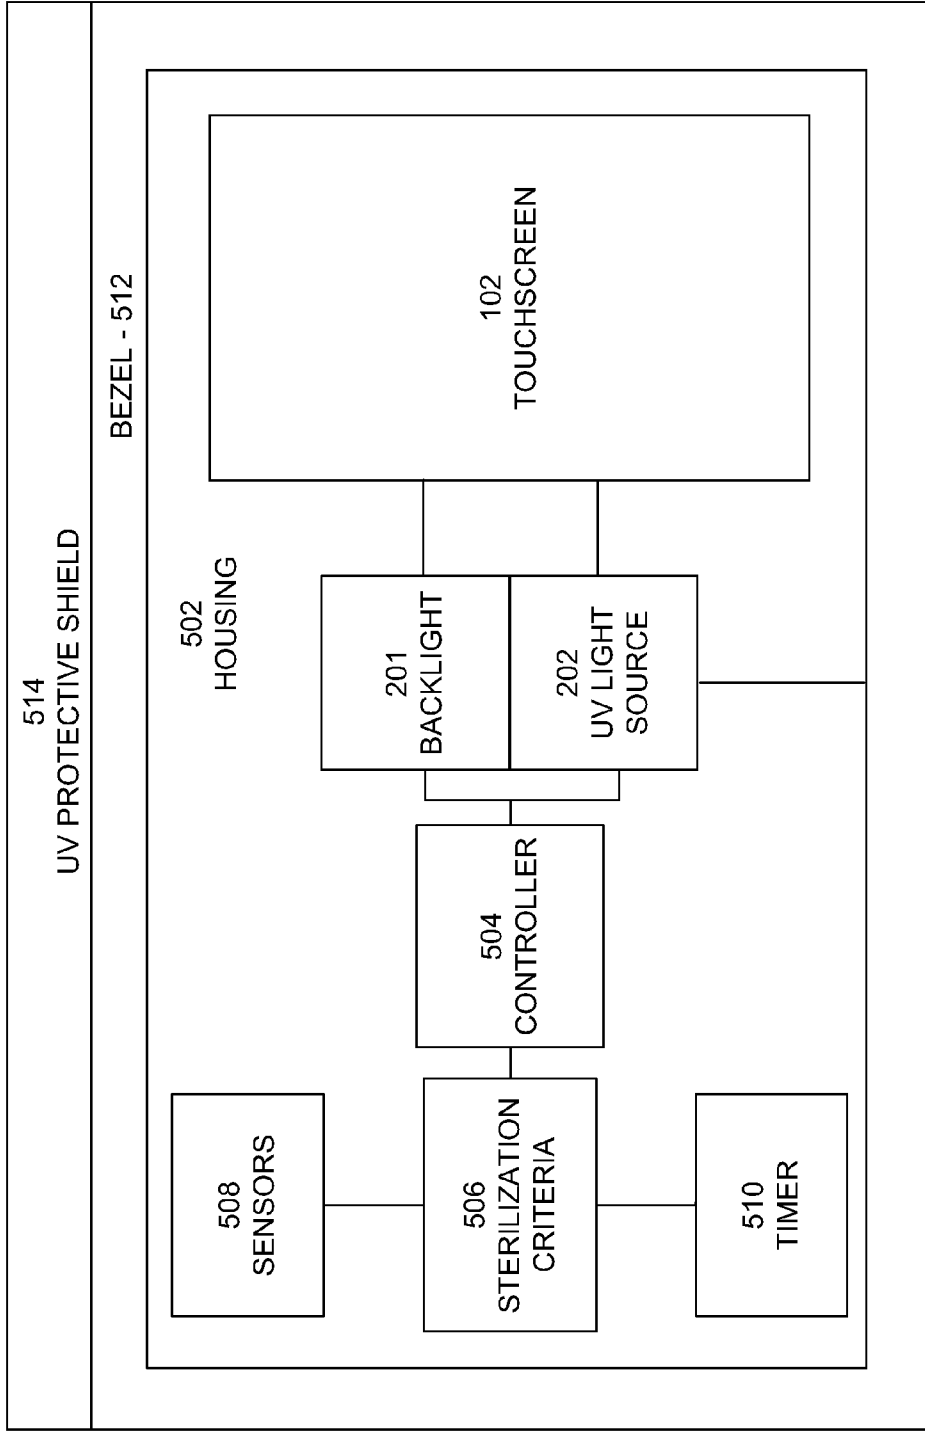 514
UV PROTECTIVE SHIELD
BEZEL - 512
502
HOUSING
508
SENSORS
506
STERILIZATION
CRITERIA
510
TIMER
504
CONTROLLER
201
BACKLIGHT
202
UV LIGHT
SOURCE
102
TOUCHSCREEN